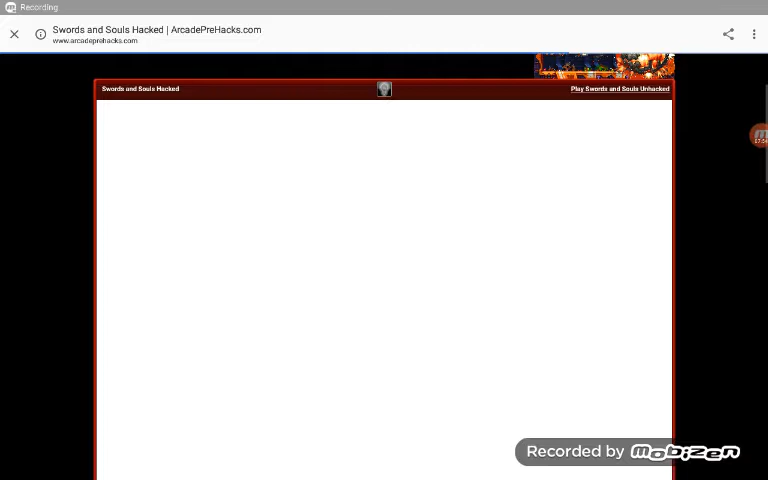 Recording
Swords and Souls Hacked | ArcadePreHacks.com
www.arcadeprehacks.com
Swords and Souls Hacked
Play Swords and Souls Unhacked
Recorded by mobizen